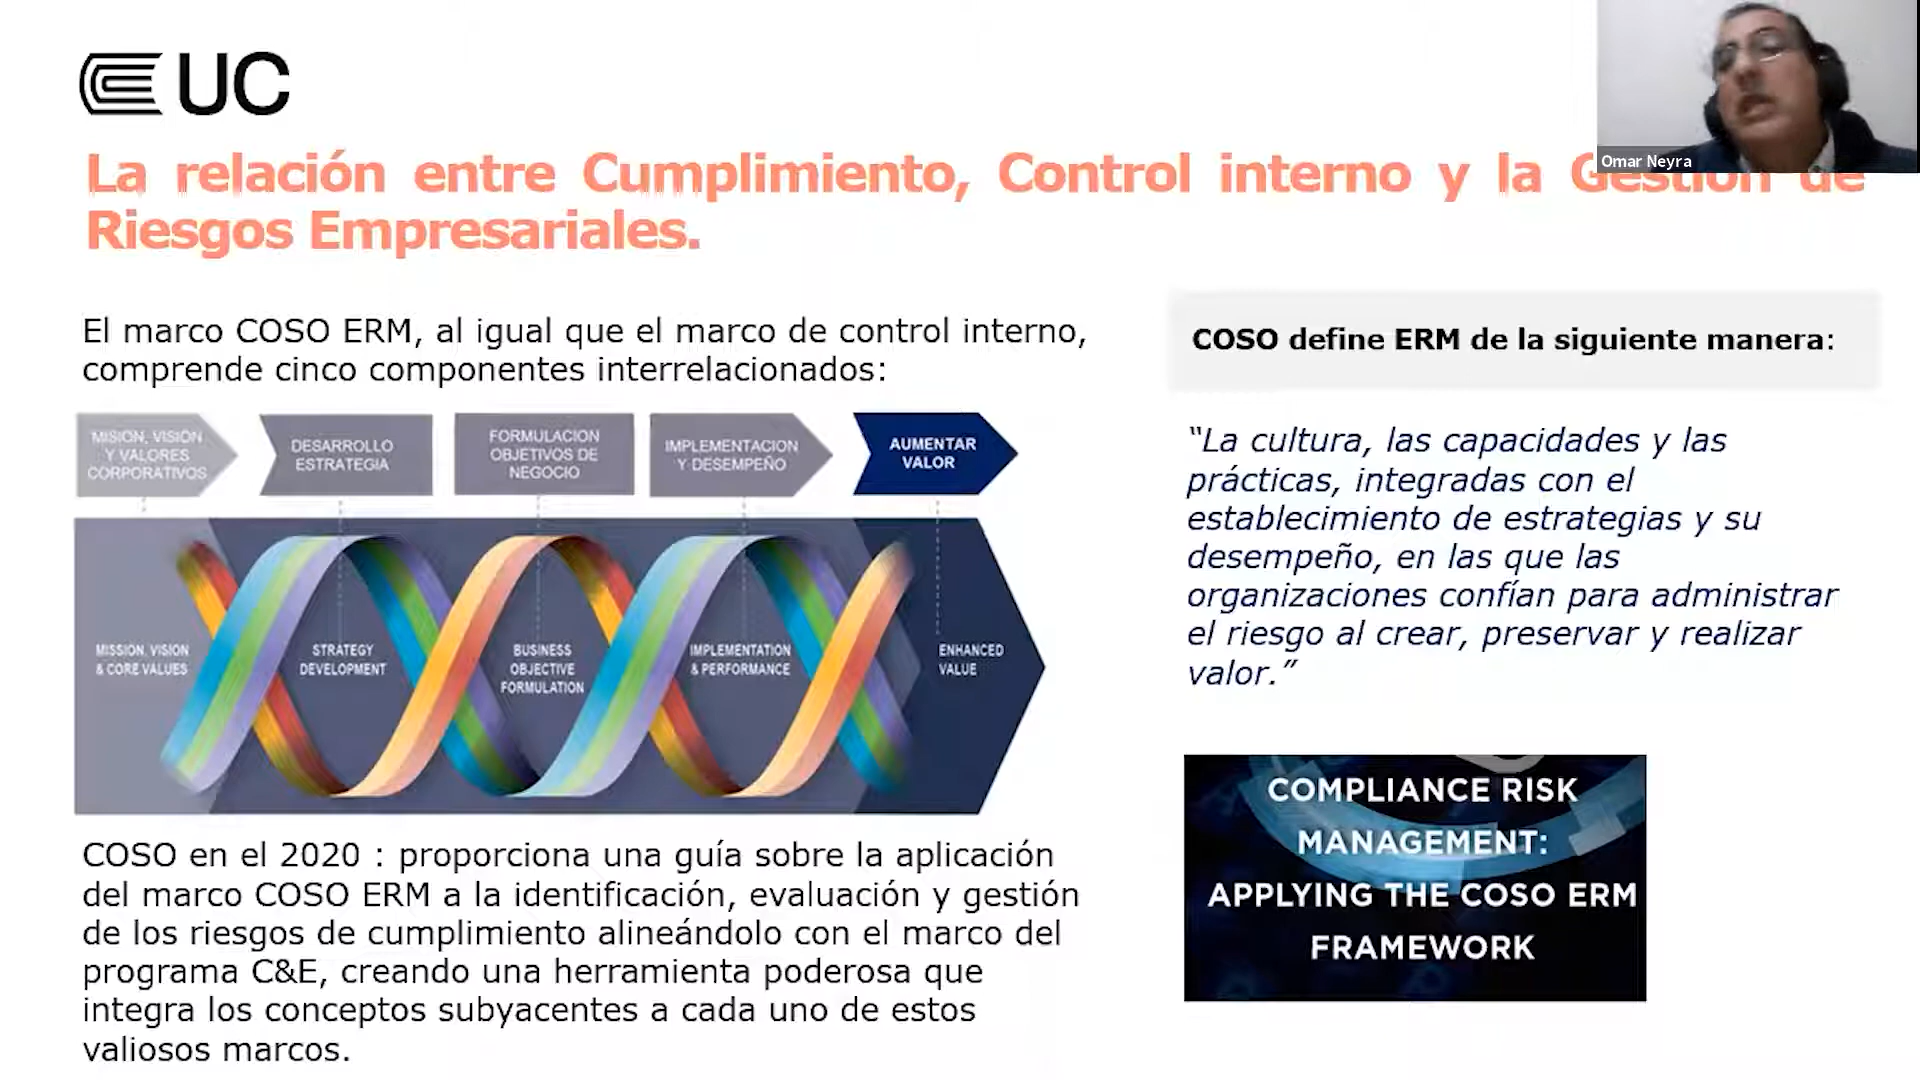 UC
Omar Neyra
La relación entre Cumplimiento, Control interno y la Gestión de
Riesgos Empresariales.
El marco COSO ERM, al igual que el marco de control interno,
comprende cinco componentes interrelacionados:
MISION, VISIÓN
Y VALORES
CORPORATIVOS
DESARROLLO
ESTRATEGIA
FORMULACION
OBJETIVOS DE
NEGOCIO
IMPLEMENTACION
Y DESEMPEÑO
AUMENTAR
VALOR
MISSION, VISION
& CORE VALUES
STRATEGY
DEVELOPMENT
BUSINESS
OBJECTIVE
FORMULATION
IMPLEMENTATION
& PERFORMANCE
ENHANCED
VALUE
COSO en el 2020 : proporciona una guía sobre la aplicación
del marco COSO ERM a la identificación, evaluación y gestión
de los riesgos de cumplimiento alineándolo con el marco del
programa C&E, creando una herramienta poderosa que
integra los conceptos subyacentes a cada uno de estos
valiosos marcos.
COSO define ERM de la siguiente manera:
“La cultura, las capacidades y las
prácticas, integradas con el
establecimiento de estrategias y su
desempeño, en las que las
organizaciones confían para administrar
el riesgo al crear, preservar y realizar
valor.”
COMPLIANCE RISK
MANAGEMENT:
APPLYING THE COSO ERM
FRAMEWORK